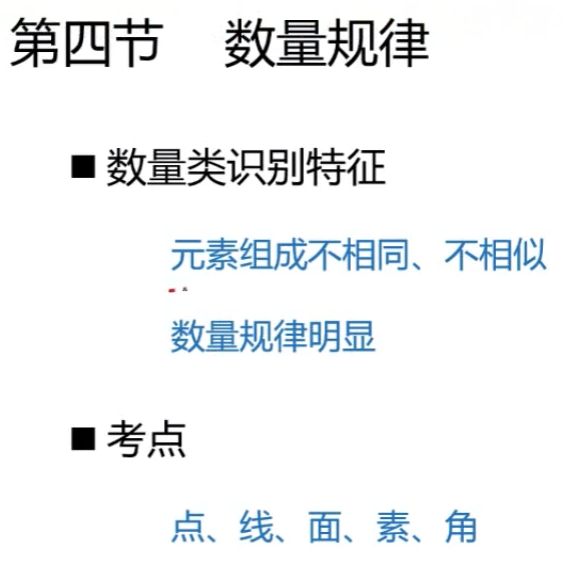 第四节 数量规律
■ 数量类识别特征
元素组成不相同、不相似
数量规律明显
■ 考点
点、线、面、素、角